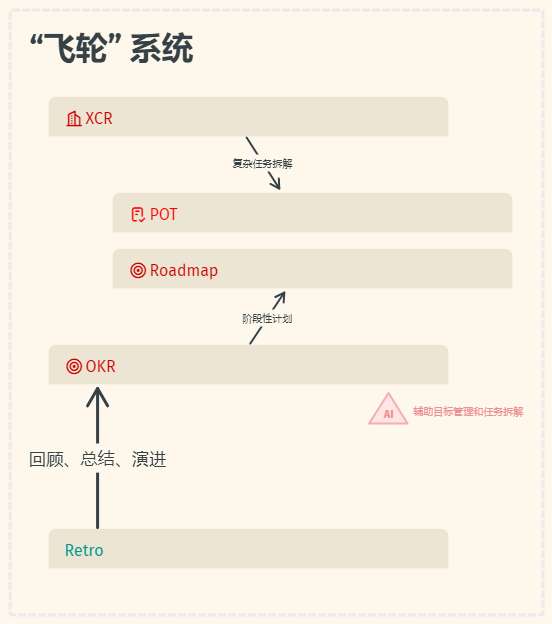 “飞轮” 系统
XCR
复杂任务拆解
POT
Roadmap
阶段性计划
OKR
AI
辅助目标管理和任务拆解
回顾、总结、演进
Retro